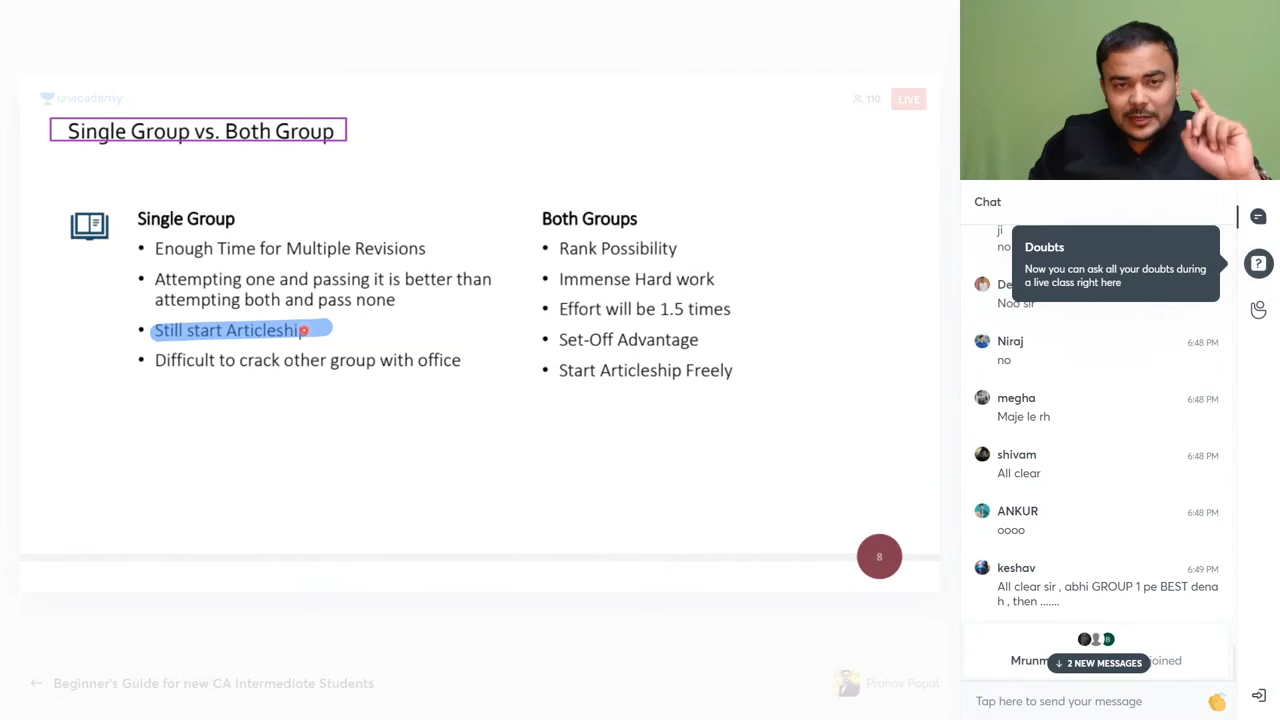 unacademy
110
LIVE
Single Group vs. Both Group
Single Group
• Enough Time for Multiple Revisions
• Attempting one and passing it is better than
attempting both and pass none
• Still start Articleship
• Difficult to crack other group with office
Both Groups
• Rank Possibility
• Immense Hard work
• Effort will be 1.5 times
• Set-Off Advantage
• Start Articleship Freely
8
Beginner's Guide for new CA Intermediate Students
Pranav Popat
Chat
ji
no
Doubts
Now you can ask all your doubts during
a live class right here
?
De
Noo sir
Niraj 6:48 PM
no
megha 6:48 PM
Maje le rh
shivam 6:48 PM
All clear
ANKUR 6:48 PM
oooo
keshav 6:49 PM
All clear sir , abhi GROUP 1 pe BEST dena
h , then .......
B
Mrunm joined
↓ 2 NEW MESSAGES
Tap here to send your message